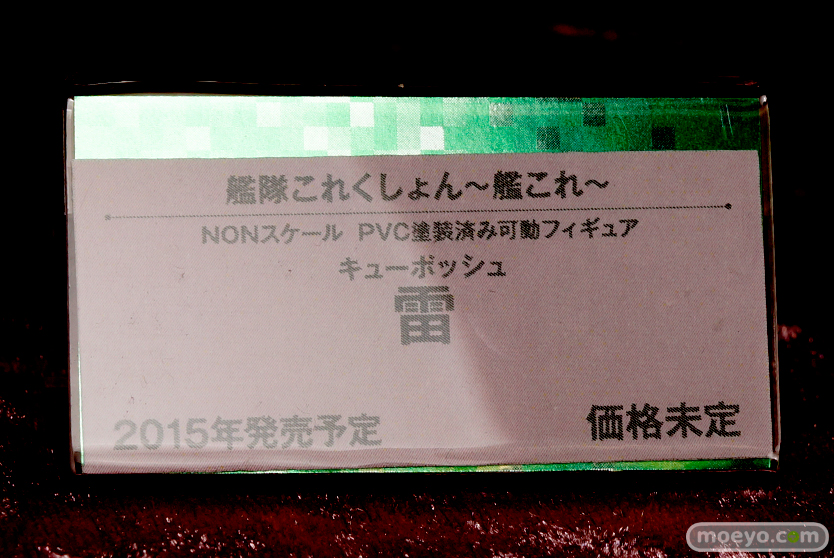 艦隊これくしょん～艦これ～
NONスケール PVC塗装済み可動フィギュア
キューポッシュ
雷
2015年発売予定
価格未定
moeyo.com